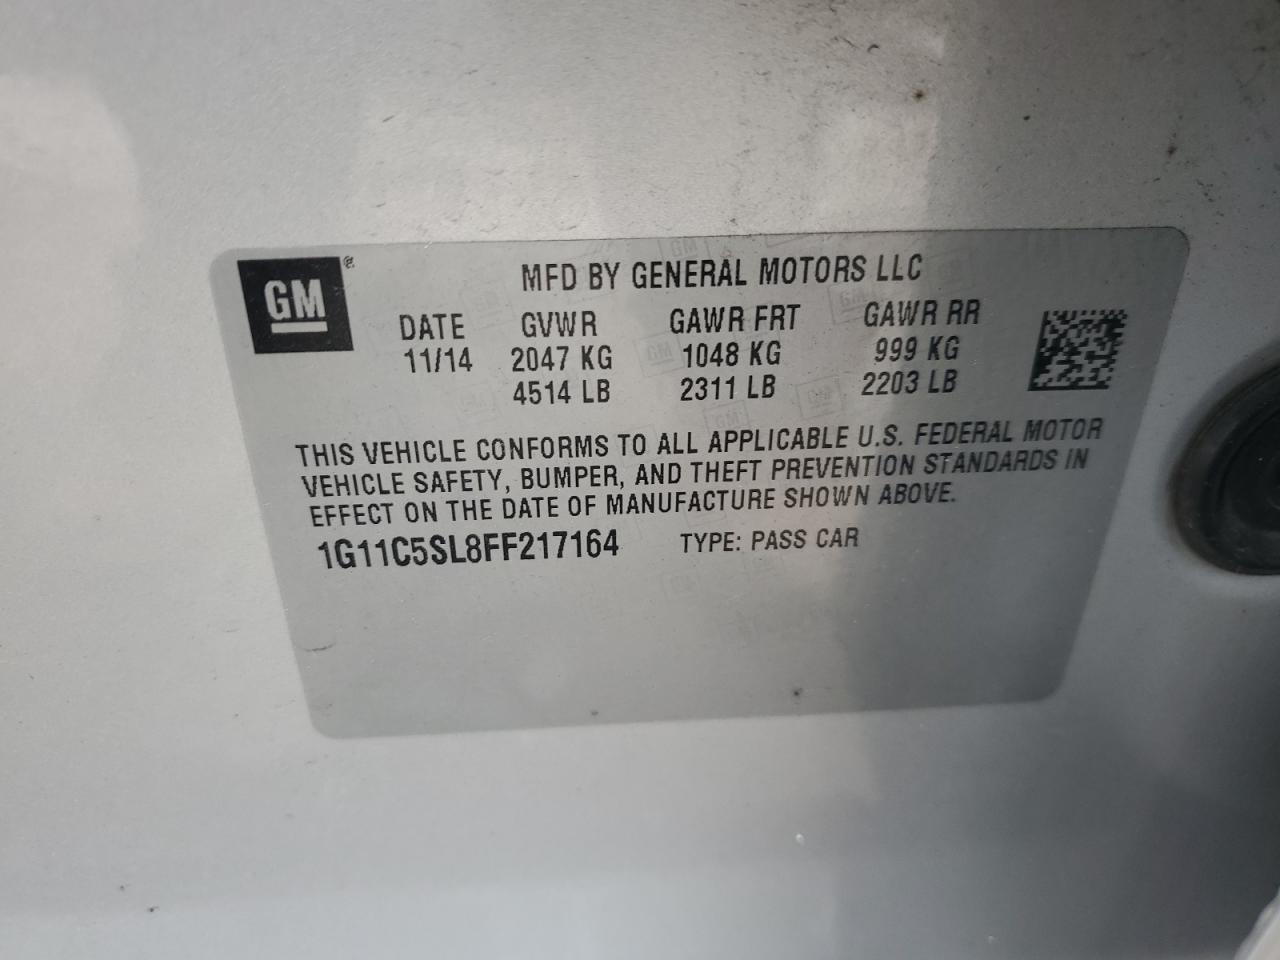 GM ®
MFD BY GENERAL MOTORS LLC
DATE GVWR GAWR FRT GAWR RR
11/14 2047 KG 1048 KG 999 KG
4514 LB 2311 LB 2203 LB
THIS VEHICLE CONFORMS TO ALL APPLICABLE U.S. FEDERAL MOTOR
VEHICLE SAFETY, BUMPER, AND THEFT PREVENTION STANDARDS IN
EFFECT ON THE DATE OF MANUFACTURE SHOWN ABOVE.
1G11C5SL8FF217164 TYPE: PASS CAR